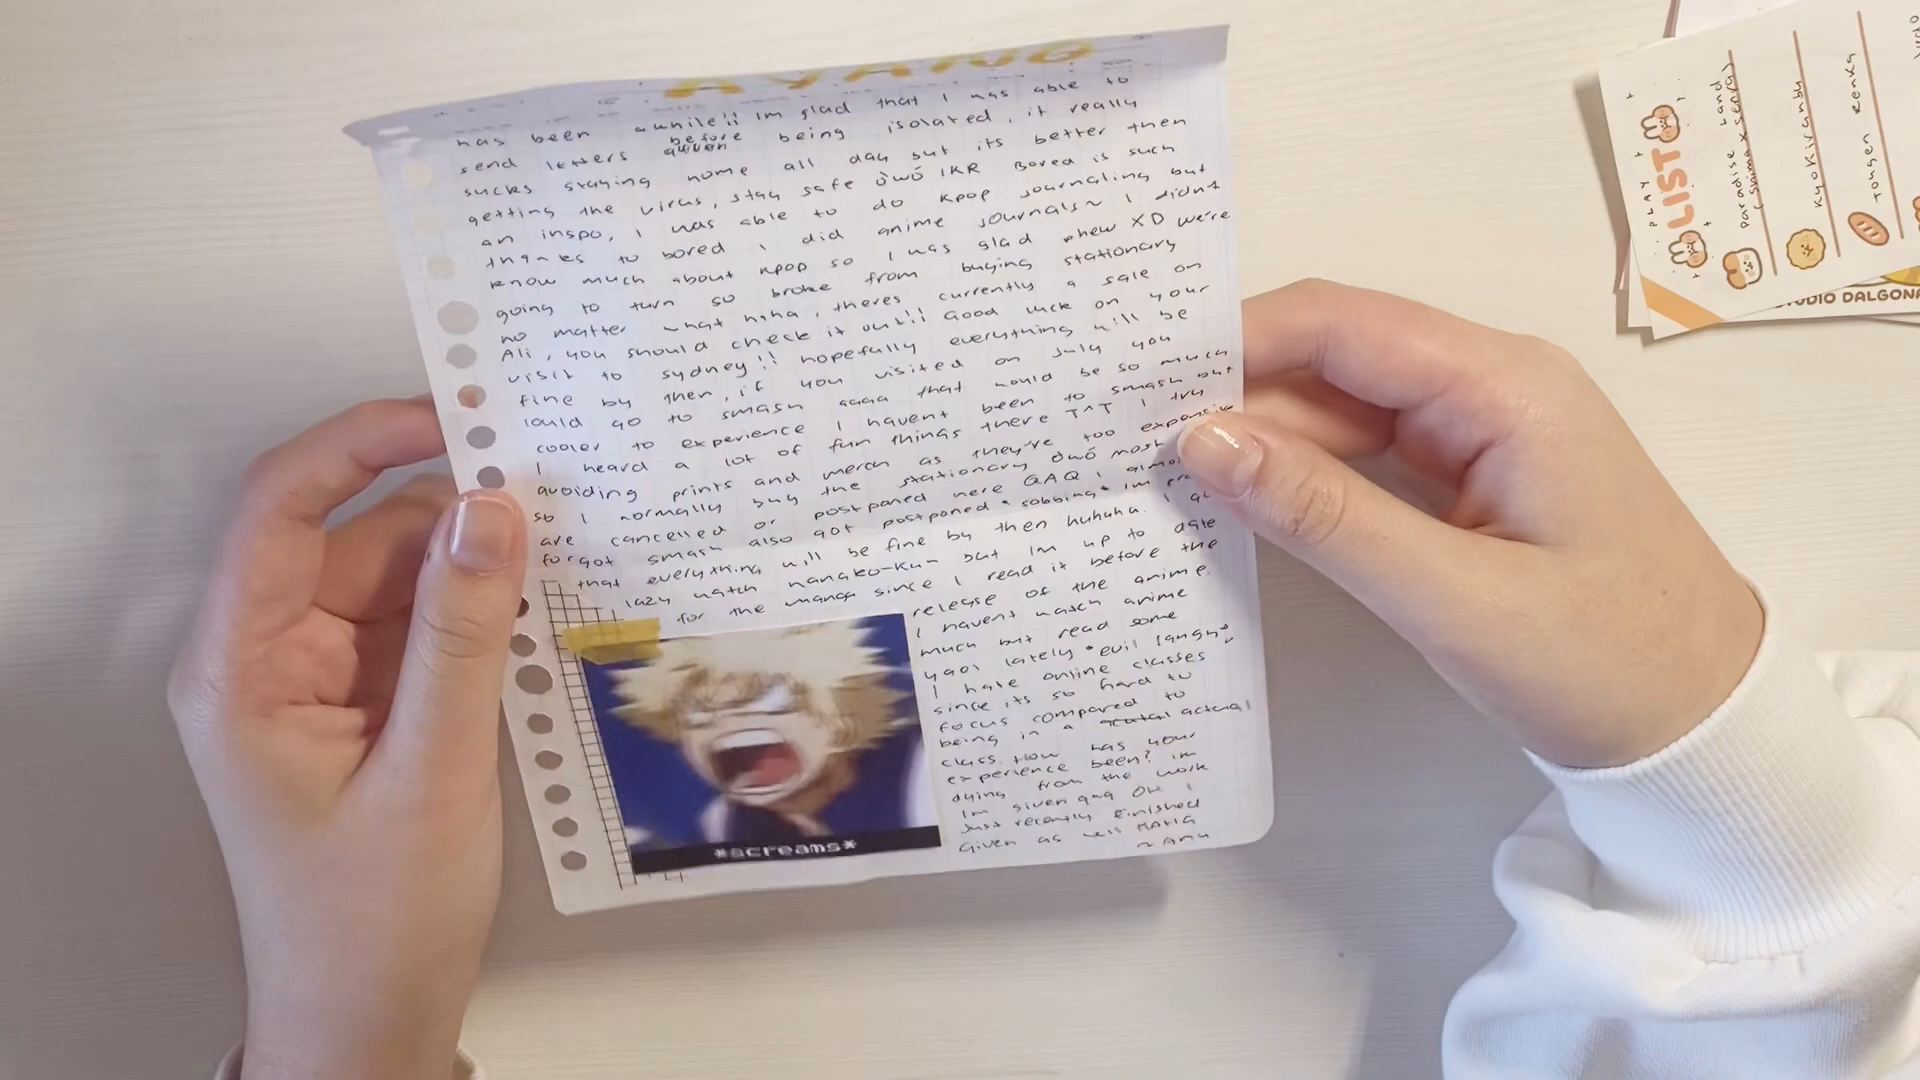 has been awhile!! Im glad that I was able to
send letters before being isolated, it really
sucks staying home all day but its better then
getting the virus, stay safe òwó IKR Bored is such
an inspo, I was able to do kpop journaling but
thanks to bored I did anime journals~ I didnt
know much about kpop so I was glad phew XD we're
going to turn so broke from buying stationary
no matter what haha, theres currently a sale on
Ali, you should check it out!! Good luck on your
visit to sydney!! hopefully everything will be
fine by then, if you visited on July you
could go to smash aaaa that would be so much
cooler to experience I havent been to smash but
I heard a lot of fun things there T^T I try
avoiding prints and merch as they're too expensive
so I normally buy the stationary òwó most
are cancelled or postponed here QAQ I
forgot smash also got postponed *sobbing* im
that everything will be fine by then huhuhu. I
lazy watch hanako-kun but Im up to date
for the manga since I read it before the
release of the anime.
I havent watch anime
much but read some
yaoi lately *evil laugh*
I hate online classes
since its so hard to
focus compared to
being in a actual
class. How has your
experience been? im
dying from the work
Im given qwq OH I
just recently finished
Given as well HAHA
~ Amu
*screams*
PLAY
LIST
Paradise Land
(shima x senra)
Kyokiranbu
Tougen Renka
STUDIO DALGONA